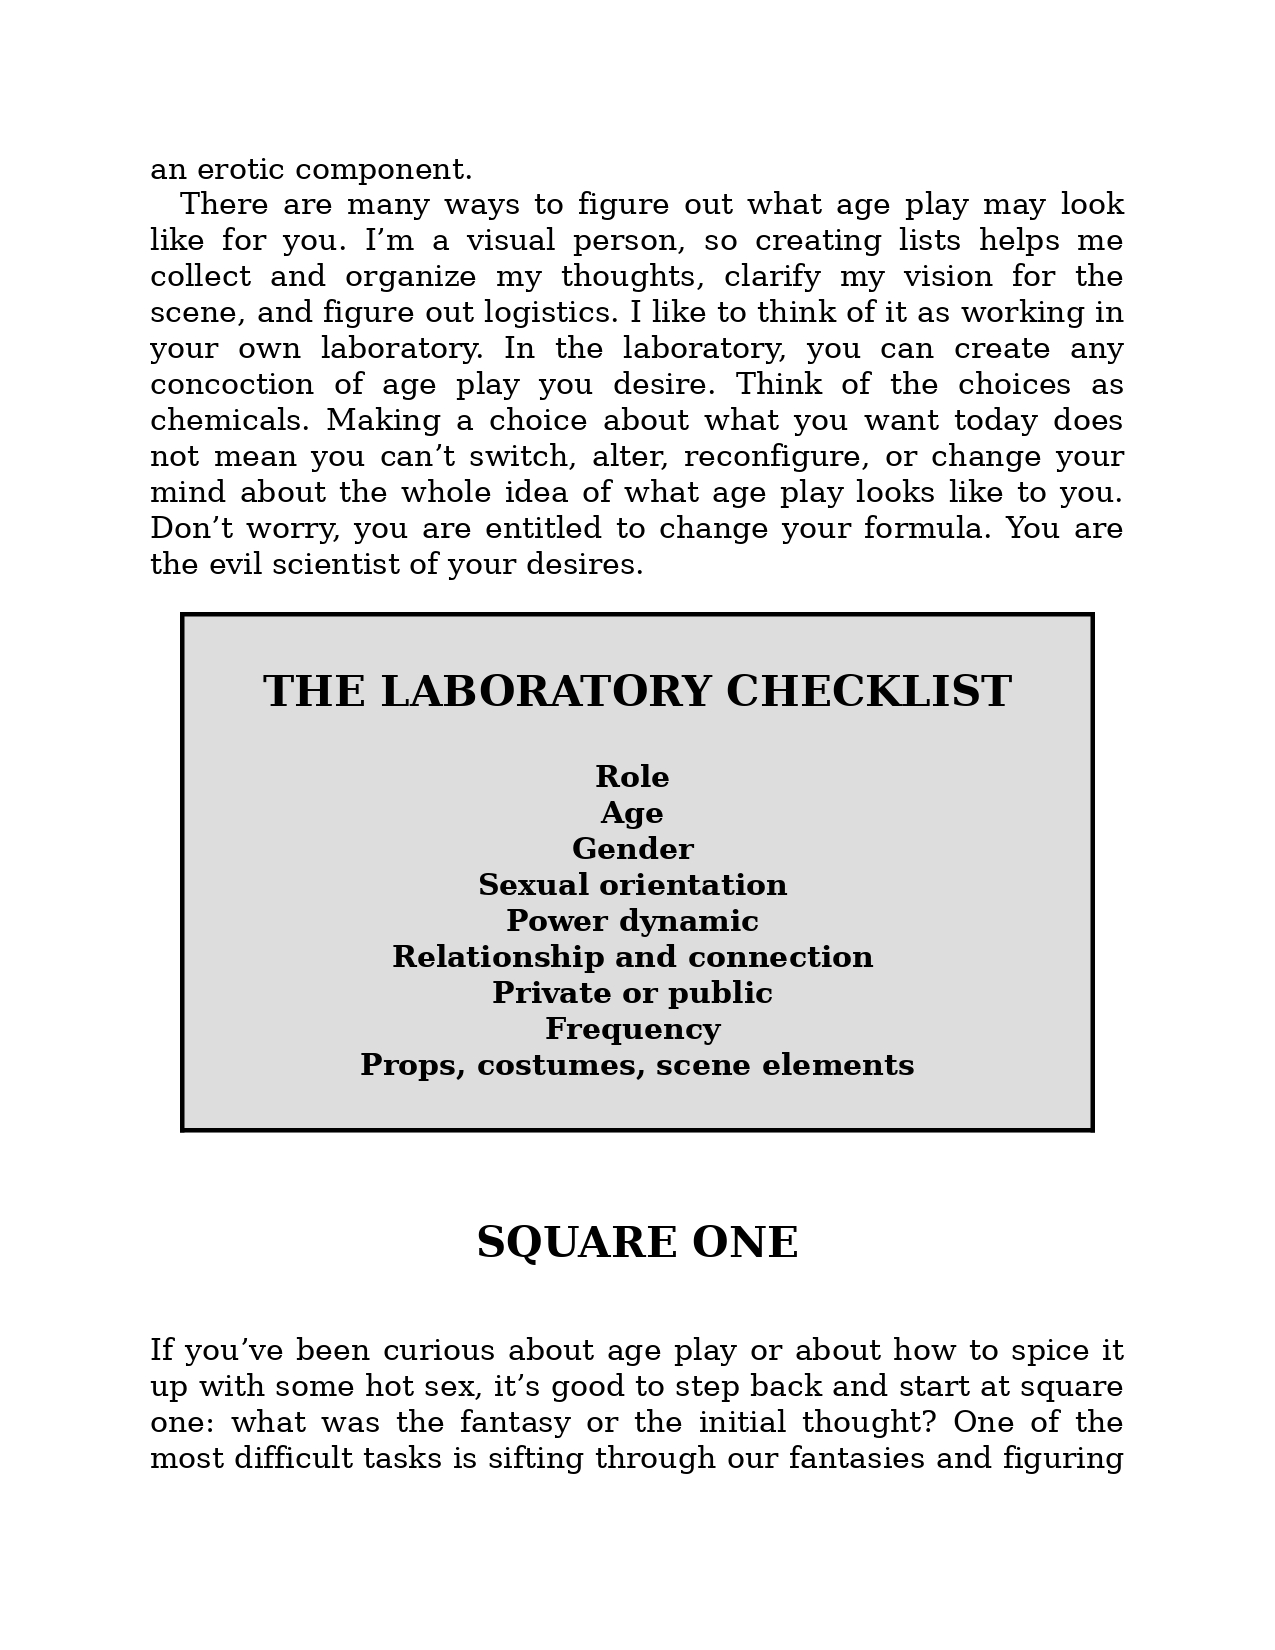 an erotic component.
There are many ways to figure out what age play may look
like for you. I’m a visual person, so creating lists helps me
collect and organize my thoughts, clarify my vision for the
scene, and figure out logistics. I like to think of it as working in
your own laboratory. In the laboratory, you can create any
concoction of age play you desire. Think of the choices as
chemicals. Making a choice about what you want today does
not mean you can’t switch, alter, reconfigure, or change your
mind about the whole idea of what age play looks like to you.
Don’t worry, you are entitled to change your formula. You are
the evil scientist of your desires.
THE LABORATORY CHECKLIST
Role
Age
Gender
Sexual orientation
Power dynamic
Relationship and connection
Private or public
Frequency
Props, costumes, scene elements
SQUARE ONE
If you’ve been curious about age play or about how to spice it
up with some hot sex, it’s good to step back and start at square
one: what was the fantasy or the initial thought? One of the
most difficult tasks is sifting through our fantasies and figuring